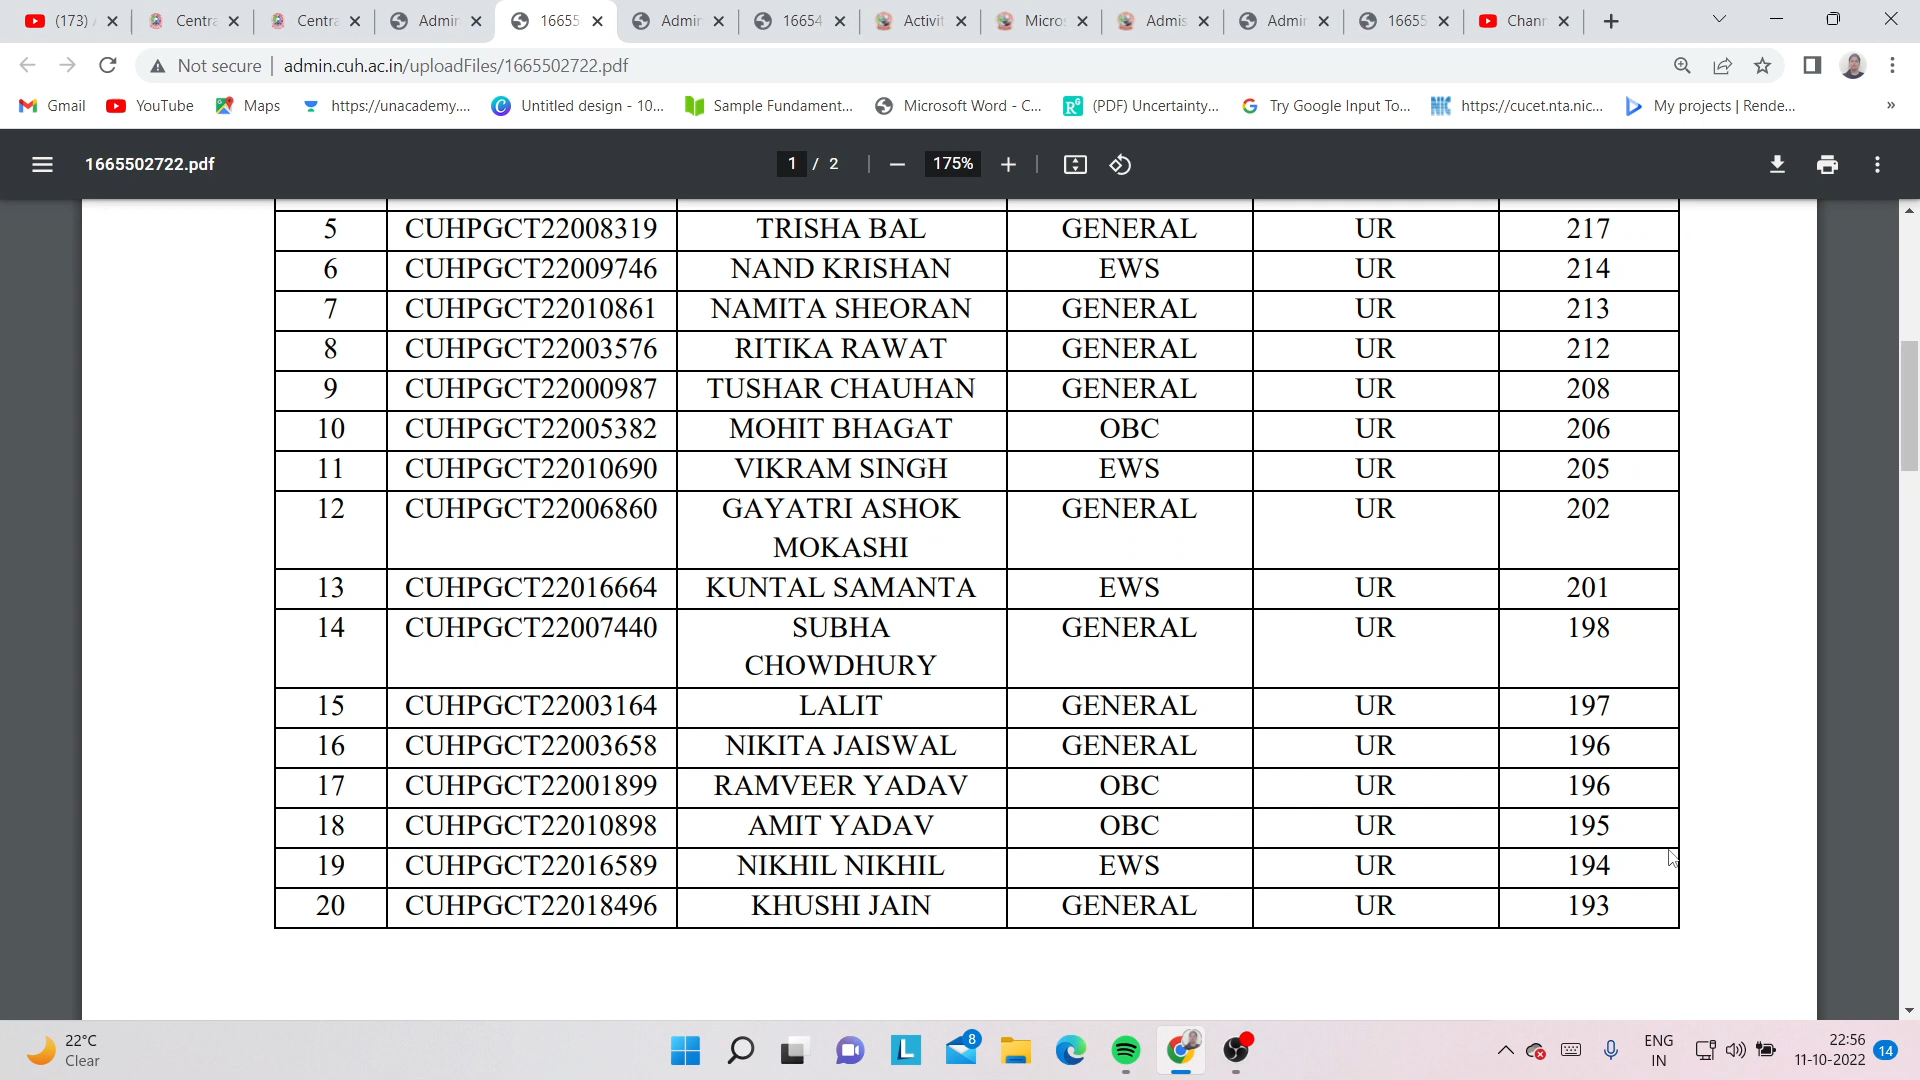 (173)
Centra
Centra
Admin
16655
Admin
16654
Activit
Micros
Admis
Admin
16655
Chann
Not secure | admin.cuh.ac.in/uploadFiles/1665502722.pdf
Gmail YouTube Maps https://unacademy.... Untitled design - 10... Sample Fundament... Microsoft Word - C... (PDF) Uncertainty... Try Google Input To... https://cucet.nta.nic... My projects | Rende... »
1665502722.pdf 1 / 2 175%
5 CUHPGCT22008319 TRISHA BAL GENERAL UR 217
6 CUHPGCT22009746 NAND KRISHAN EWS UR 214
7 CUHPGCT22010861 NAMITA SHEORAN GENERAL UR 213
8 CUHPGCT22003576 RITIKA RAWAT GENERAL UR 212
9 CUHPGCT22000987 TUSHAR CHAUHAN GENERAL UR 208
10 CUHPGCT22005382 MOHIT BHAGAT OBC UR 206
11 CUHPGCT22010690 VIKRAM SINGH EWS UR 205
12 CUHPGCT22006860 GAYATRI ASHOK GENERAL UR 202
MOKASHI
13 CUHPGCT22016664 KUNTAL SAMANTA EWS UR 201
14 CUHPGCT22007440 SUBHA GENERAL UR 198
CHOWDHURY
15 CUHPGCT22003164 LALIT GENERAL UR 197
16 CUHPGCT22003658 NIKITA JAISWAL GENERAL UR 196
17 CUHPGCT22001899 RAMVEER YADAV OBC UR 196
18 CUHPGCT22010898 AMIT YADAV OBC UR 195
19 CUHPGCT22016589 NIKHIL NIKHIL EWS UR 194
20 CUHPGCT22018496 KHUSHI JAIN GENERAL UR 193
22°C
Clear
8
ENG
IN
22:56
11-10-2022
14